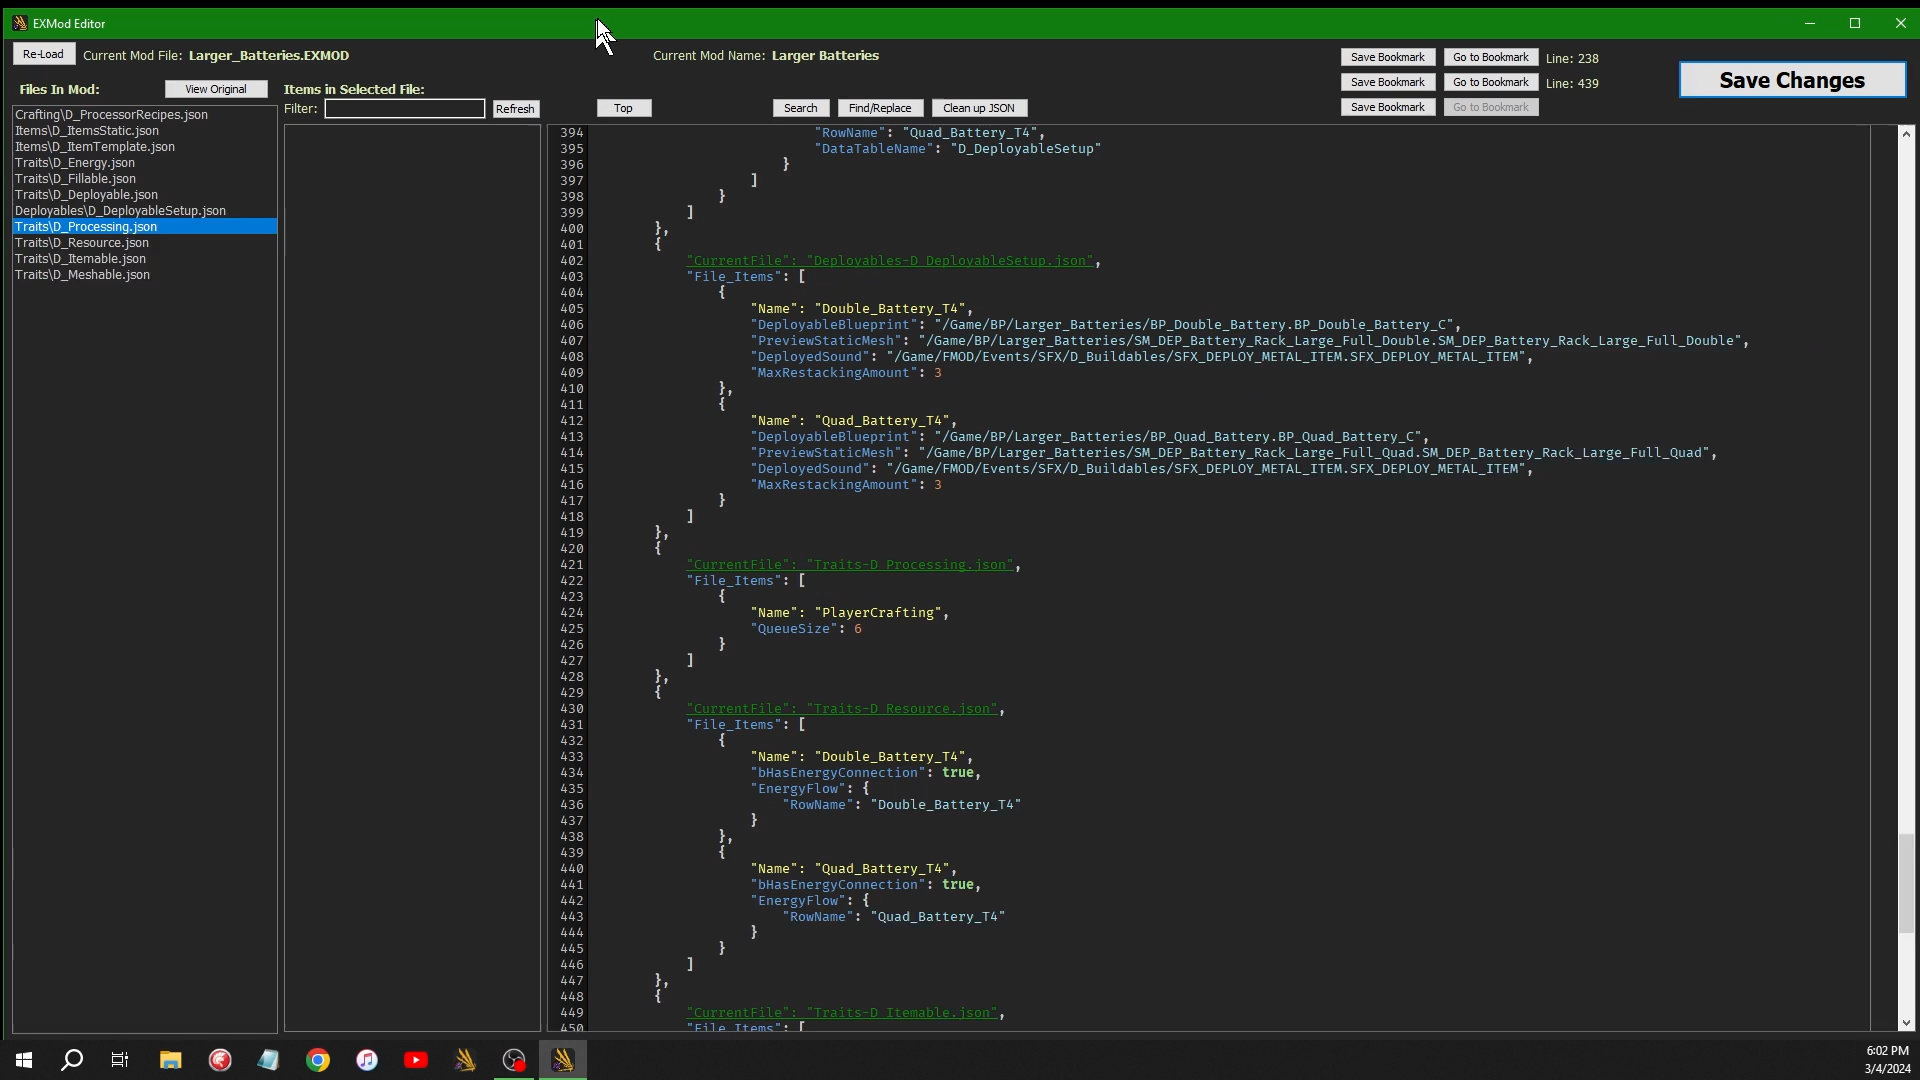 EXMod Editor
Re-Load
Current Mod File: Larger_Batteries.EXMOD
Current Mod Name: Larger Batteries
Save Bookmark
Go to Bookmark
Line: 238
Save Bookmark
Go to Bookmark
Line: 439
Save Bookmark
Go to Bookmark
Save Changes
Files In Mod:
View Original
Items in Selected File:
Filter:
Refresh
Top
Search
Find/Replace
Clean up JSON
Crafting\D_ProcessorRecipes.json
Items\D_ItemsStatic.json
Items\D_ItemTemplate.json
Traits\D_Energy.json
Traits\D_Fillable.json
Traits\D_Deployable.json
Deployables\D_DeployableSetup.json
Traits\D_Processing.json
Traits\D_Resource.json
Traits\D_Itemable.json
Traits\D_Meshable.json
394 "RowName": "Quad_Battery_T4",
395 "DataTableName": "D_DeployableSetup"
396 }
397 ]
398 }
399 ]
400 },
401 {
402 "CurrentFile": "Deployables-D_DeployableSetup.json",
403 "File_Items": [
404 {
405 "Name": "Double_Battery_T4",
406 "DeployableBlueprint": "/Game/BP/Larger_Batteries/BP_Double_Battery.BP_Double_Battery_C",
407 "PreviewStaticMesh": "/Game/BP/Larger_Batteries/SM_DEP_Battery_Rack_Large_Full_Double.SM_DEP_Battery_Rack_Large_Full_Double",
408 "DeployedSound": "/Game/FMOD/Events/SFX/D_Buildables/SFX_DEPLOY_METAL_ITEM.SFX_DEPLOY_METAL_ITEM",
409 "MaxRestackingAmount": 3
410 },
411 {
412 "Name": "Quad_Battery_T4",
413 "DeployableBlueprint": "/Game/BP/Larger_Batteries/BP_Quad_Battery.BP_Quad_Battery_C",
414 "PreviewStaticMesh": "/Game/BP/Larger_Batteries/SM_DEP_Battery_Rack_Large_Full_Quad.SM_DEP_Battery_Rack_Large_Full_Quad",
415 "DeployedSound": "/Game/FMOD/Events/SFX/D_Buildables/SFX_DEPLOY_METAL_ITEM.SFX_DEPLOY_METAL_ITEM",
416 "MaxRestackingAmount": 3
417 }
418 ]
419 },
420 {
421 "CurrentFile": "Traits-D_Processing.json",
422 "File_Items": [
423 {
424 "Name": "PlayerCrafting",
425 "QueueSize": 6
426 }
427 ]
428 },
429 {
430 "CurrentFile": "Traits-D_Resource.json",
431 "File_Items": [
432 {
433 "Name": "Double_Battery_T4",
434 "bHasEnergyConnection": true,
435 "EnergyFlow": {
436 "RowName": "Double_Battery_T4"
437 }
438 },
439 {
440 "Name": "Quad_Battery_T4",
441 "bHasEnergyConnection": true,
442 "EnergyFlow": {
443 "RowName": "Quad_Battery_T4"
444 }
445 }
446 ]
447 },
448 {
449 "CurrentFile": "Traits-D_Itemable.json",
450 "File_Items": [
6:02 PM
3/4/2024